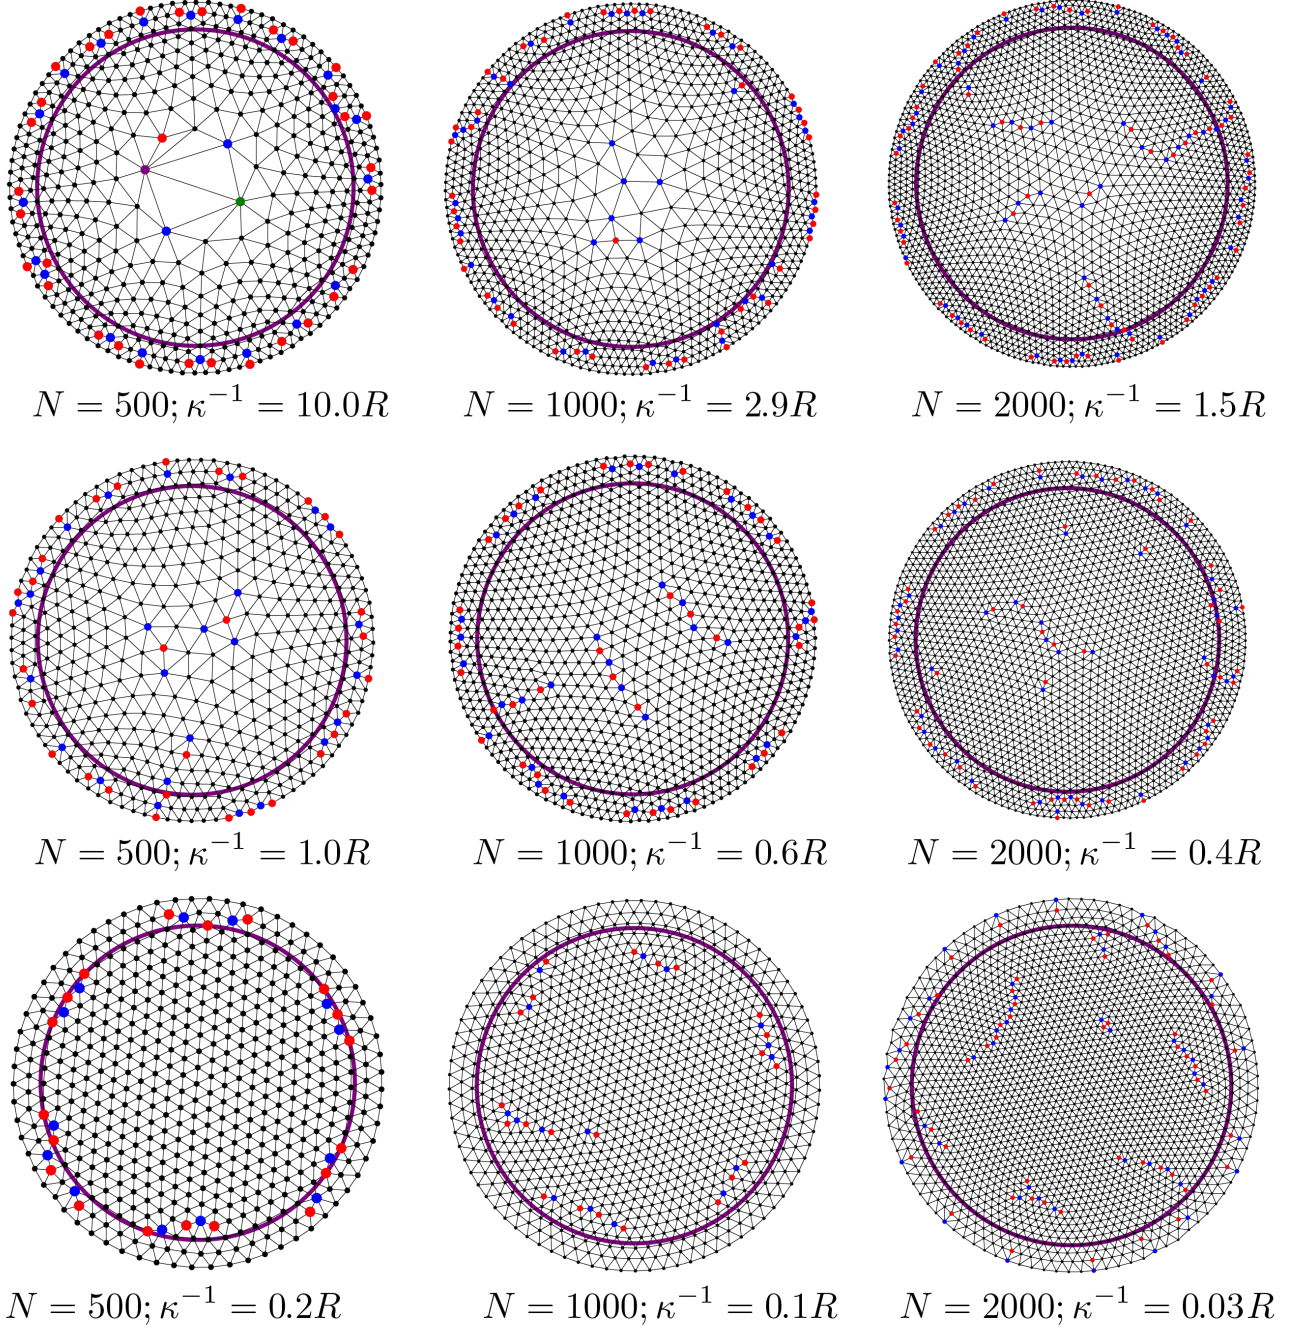 N = 500; κ⁻¹ = 10.0R
N = 1000; κ⁻¹ = 2.9R
N = 2000; κ⁻¹ = 1.5R
N = 500; κ⁻¹ = 1.0R
N = 1000; κ⁻¹ = 0.6R
N = 2000; κ⁻¹ = 0.4R
N = 500; κ⁻¹ = 0.2R
N = 1000; κ⁻¹ = 0.1R
N = 2000; κ⁻¹ = 0.03R